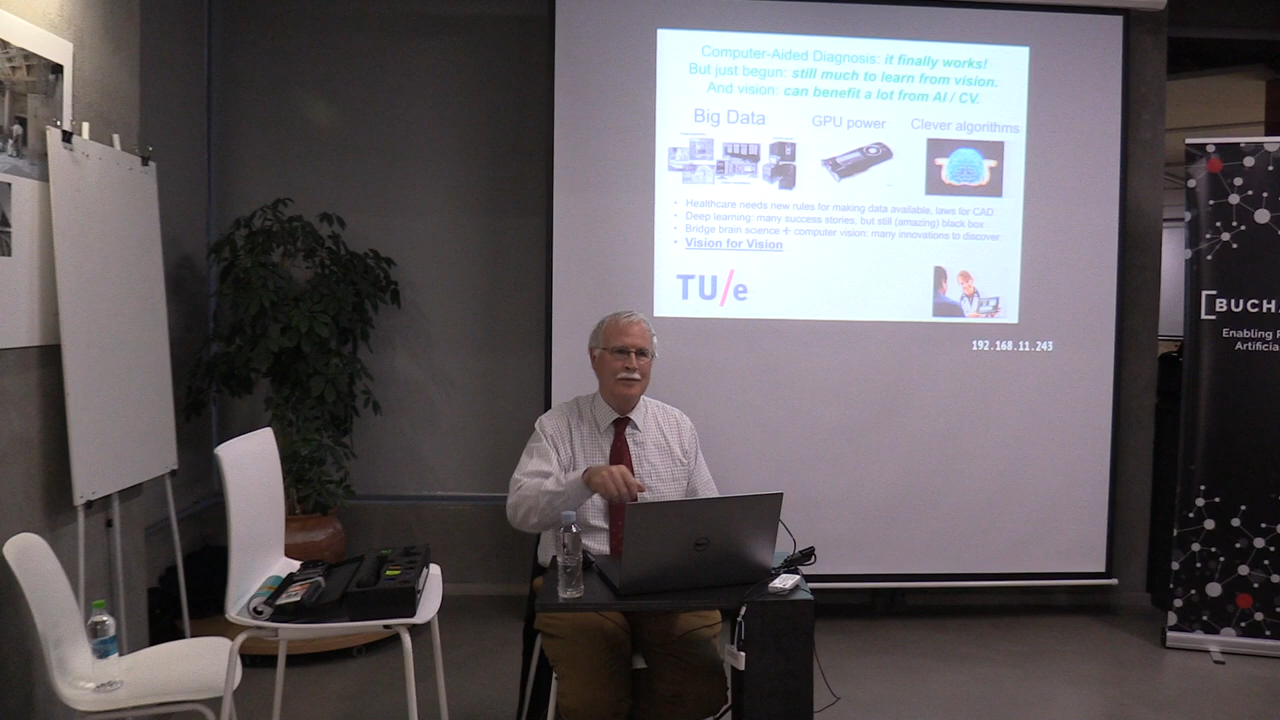 Computer-Aided Diagnosis: it finally works!
But just begun: still much to learn from vision.
And vision: can benefit a lot from AI / CV.
Big Data
GPU power
Clever algorithms
• Healthcare needs new rules for making data available, laws for CAD
• Deep learning: many success stories, but still (amazing) black box
• Bridge brain science + computer vision: many innovations to discover
• Vision for Vision
TU/e
192.168.11.243
[BUCH
Enabling
Artificia
DELL